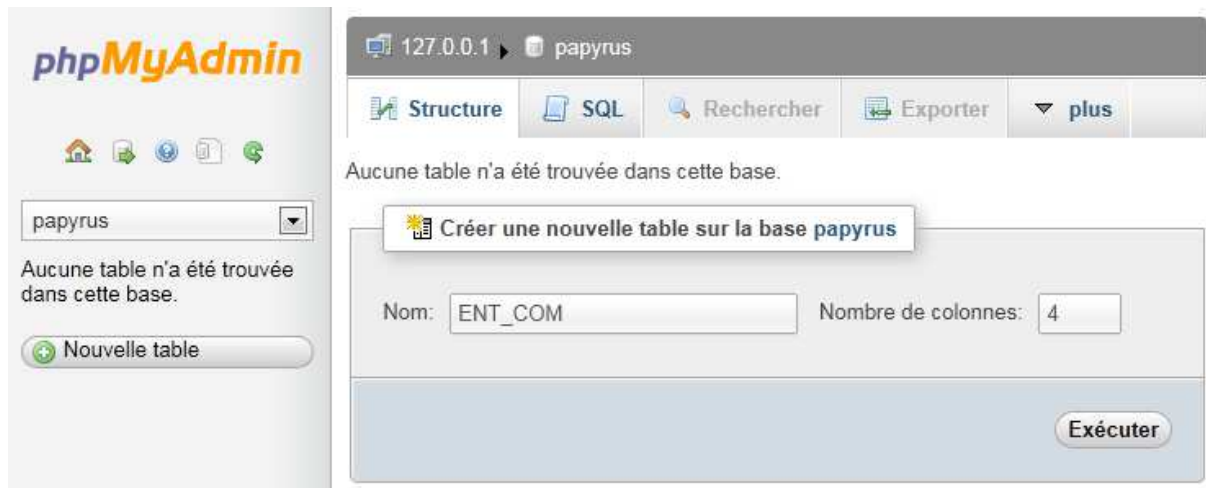 phpMyAdmin
papyrus
Aucune table n'a été trouvée
dans cette base.
Nouvelle table
127.0.0.1 papyrus
Structure SQL Rechercher Exporter plus
Aucune table n'a été trouvée dans cette base.
Créer une nouvelle table sur la base papyrus
Nom: ENT_COM Nombre de colonnes: 4
Exécuter